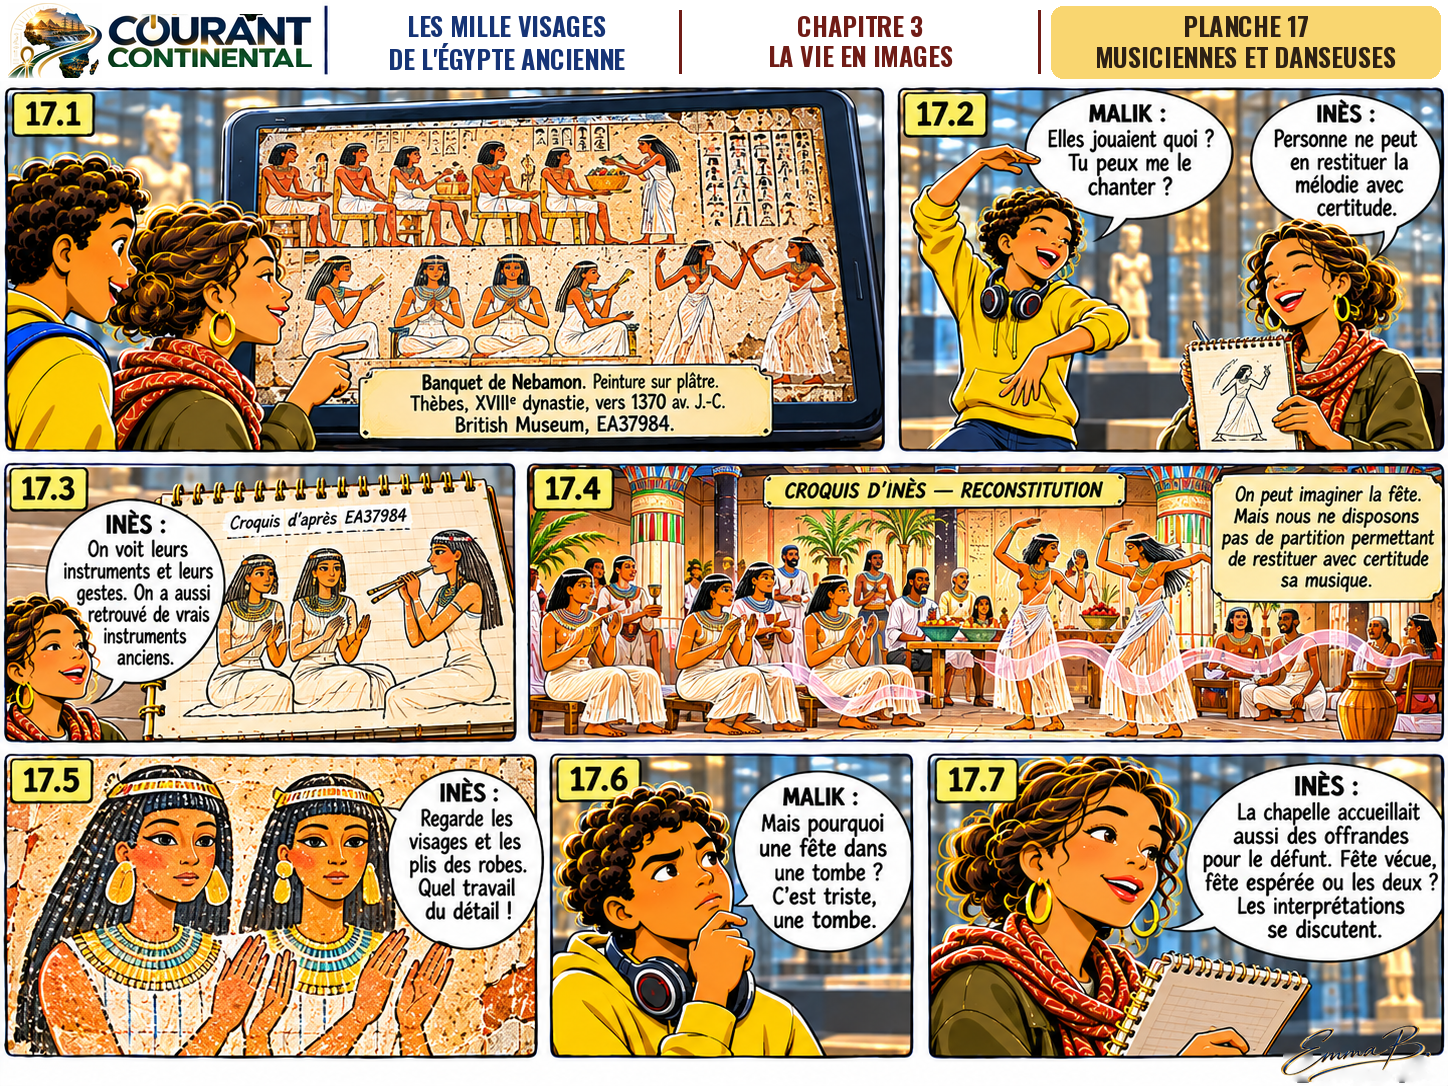 COURANT
CONTINENTAL
LES MILLE VISAGES
DE L'ÉGYPTE ANCIENNE
CHAPITRE 3
LA VIE EN IMAGES
PLANCHE 17
MUSICIENNES ET DANSEUSES
17.1
Banquet de Nebamon. Peinture sur plâtre.
Thèbes, XVIIIe dynastie, vers 1370 av. J.-C.
British Museum, EA37984.
17.2
MALIK :
Elles jouaient quoi ?
Tu peux me le
chanter ?
INÈS :
Personne ne peut
en restituer la
mélodie avec
certitude.
17.3
INÈS :
On voit leurs
instruments et leurs
gestes. On a aussi
retrouvé de vrais
instruments
anciens.
Croquis d'après EA37984
17.4
CROQUIS D'INÈS — RECONSTITUTION
On peut imaginer la fête.
Mais nous ne disposons
pas de partition permettant
de restituer avec certitude
sa musique.
17.5
INÈS :
Regarde les
visages et les
plis des robes.
Quel travail
du détail !
17.6
MALIK :
Mais pourquoi
une fête dans
une tombe ?
C'est triste,
une tombe.
17.7
INÈS :
La chapelle accueillait
aussi des offrandes
pour le défunt. Fête vécue,
fête espérée ou les deux ?
Les interprétations
se discutent.
Emma B.